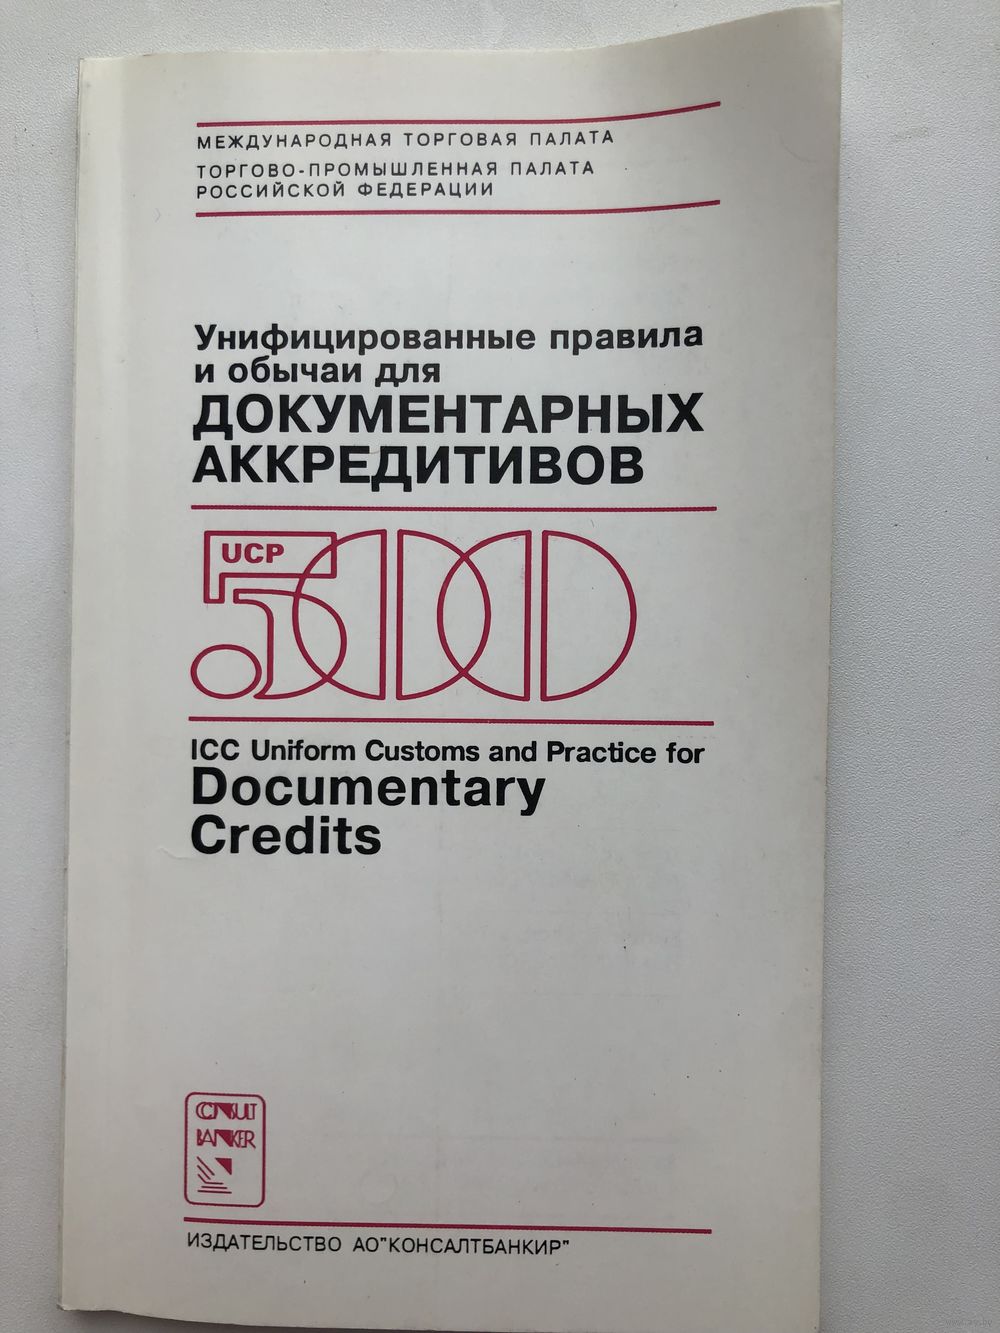 МЕЖДУНАРОДНАЯ ТОРГОВАЯ ПАЛАТА
ТОРГОВО-ПРОМЫШЛЕННАЯ ПАЛАТА
РОССИЙСКОЙ ФЕДЕРАЦИИ
Унифицированные правила
и обычаи для
ДОКУМЕНТАРНЫХ
АККРЕДИТИВОВ
UCP
500
ICC Uniform Customs and Practice for
Documentary
Credits
CONSULT
BANKER
ИЗДАТЕЛЬСТВО АО"КОНСАЛТБАНКИР"